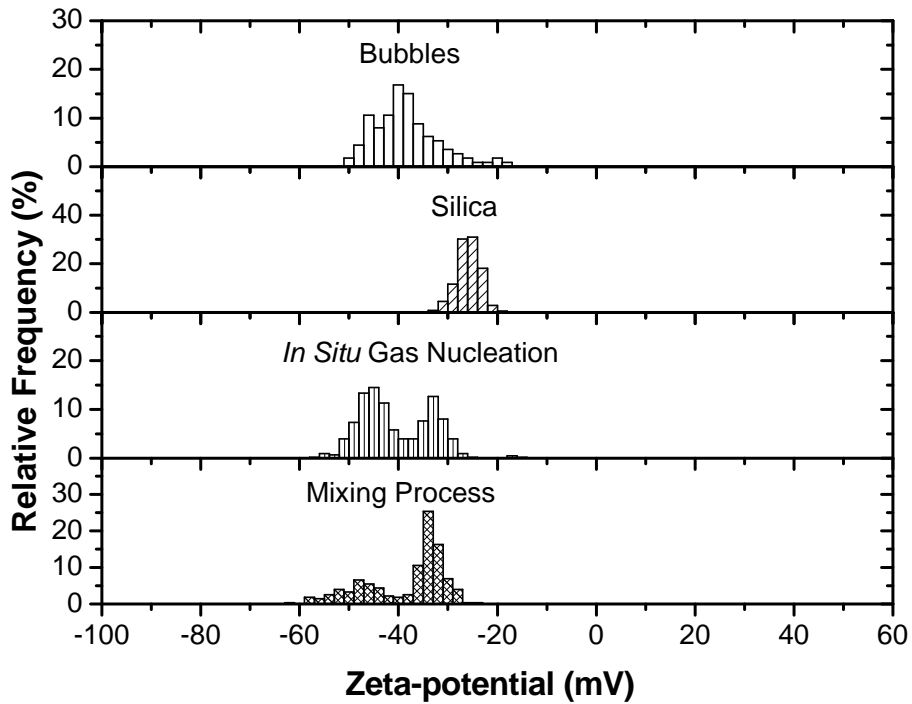 Relative Frequency (%)
30
Bubbles
20
10
0
Silica
40
20
0
In Situ Gas Nucleation
20
10
0
Mixing Process
30
20
10
0
-100 -80 -60 -40 -20 0 20 40 60
Zeta-potential (mV)